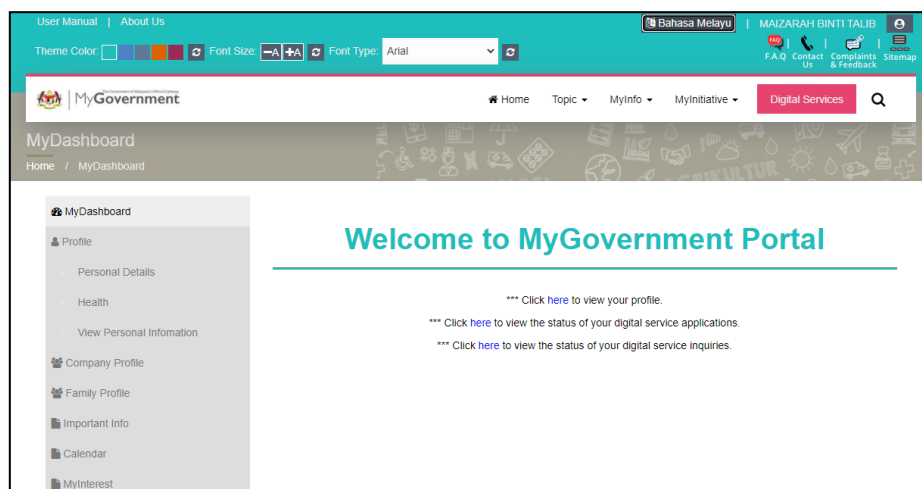 User Manual | About Us
Bahasa Melayu | MAIZARAH BINTI TALIB
Theme Color: Font Size: -A +A Font Type: Arial
FAQ
F.A.Q | Contact Us | Complaints & Feedback | Sitemap
MyGovernment
Home Topic MyInfo MyInitiative Digital Services
MyDashboard
Home / MyDashboard
AGRIKULTUR
MyDashboard
Profile
Personal Details
Health
View Personal Infomation
Company Profile
Family Profile
Important Info
Calendar
MyInterest
Welcome to MyGovernment Portal
*** Click here to view your profile.
*** Click here to view the status of your digital service applications.
*** Click here to view the status of your digital service inquiries.